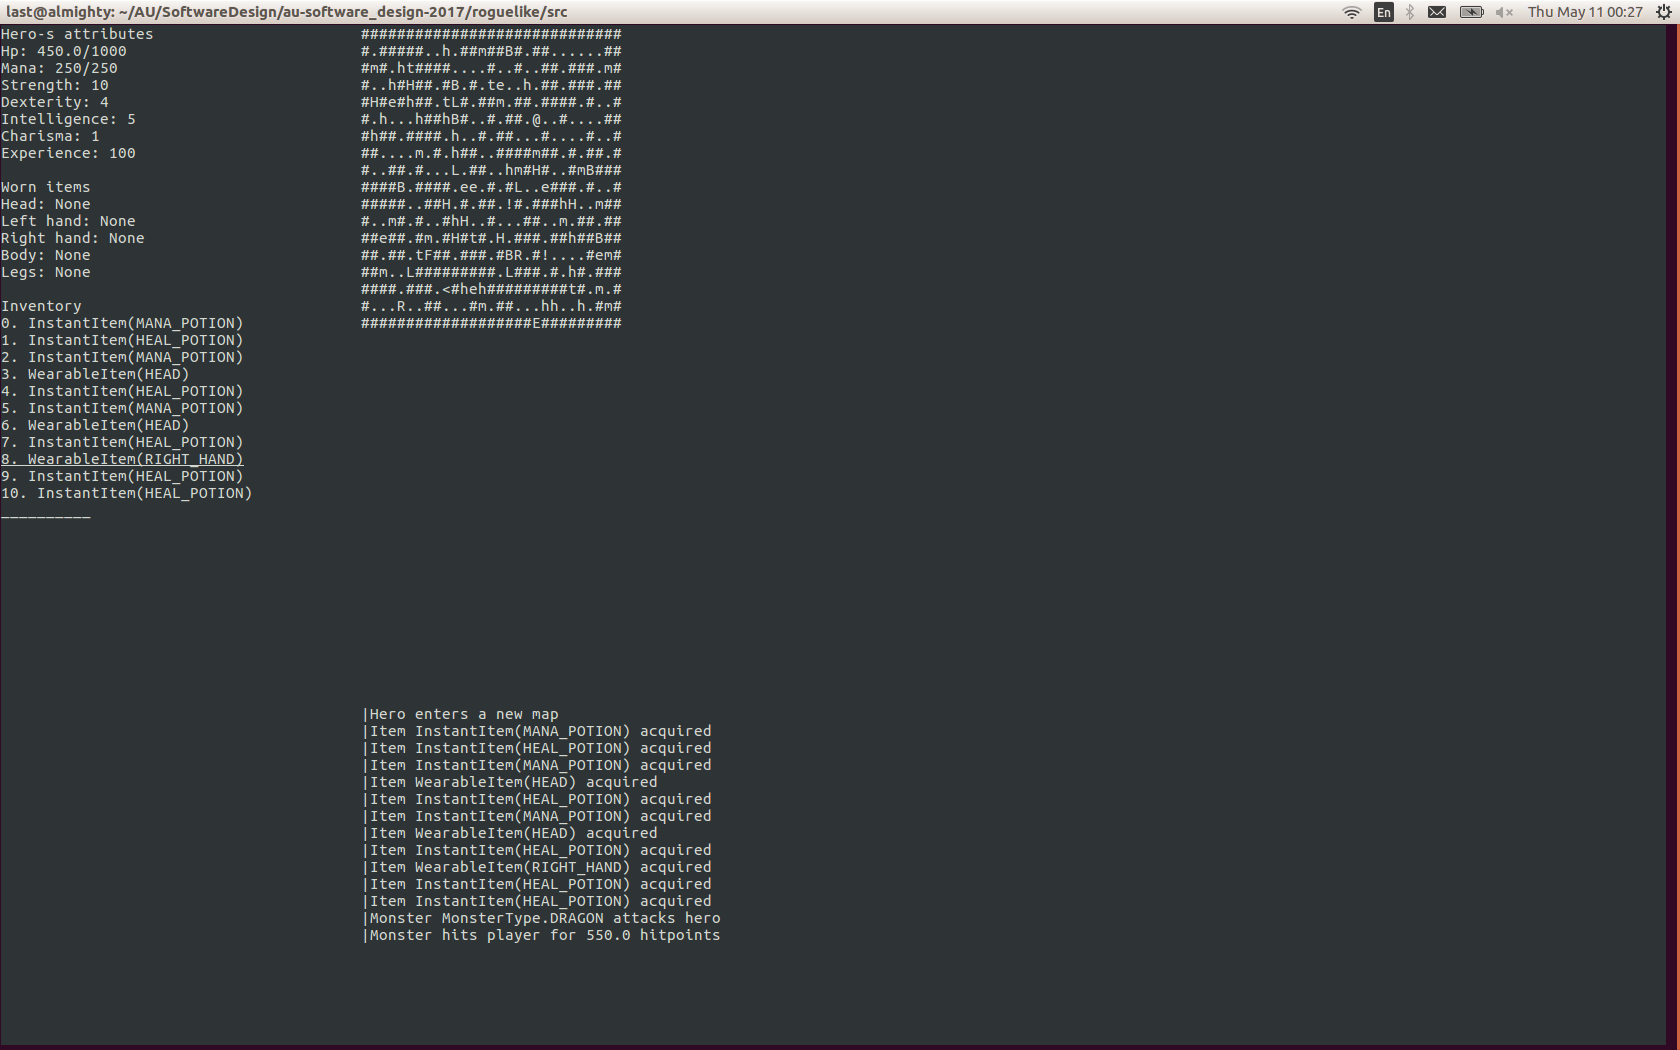 last@almighty: ~/AU/SoftwareDesign/au-software_design-2017/roguelike/src
En
Thu May 11 00:27
Hero-s attributes
Hp: 450.0/1000
Mana: 250/250
Strength: 10
Dexterity: 4
Intelligence: 5
Charisma: 1
Experience: 100
Worn items
Head: None
Left hand: None
Right hand: None
Body: None
Legs: None
Inventory
0. InstantItem(MANA_POTION)
1. InstantItem(HEAL_POTION)
2. InstantItem(MANA_POTION)
3. WearableItem(HEAD)
4. InstantItem(HEAL_POTION)
5. InstantItem(MANA_POTION)
6. WearableItem(HEAD)
7. InstantItem(HEAL_POTION)
8. WearableItem(RIGHT_HAND)
9. InstantItem(HEAL_POTION)
10. InstantItem(HEAL_POTION)
__________
#############################
#.#####..h.##m##B#.##......##
#m#.ht####....#..#..##.###.m#
#..h#H##.#B.#.te..h.##.###.##
#H#e#h##.tL#.##m.##.####.#..#
#.h...h##hB#..#.##.@..#....##
#h##.####.h..#.##...#....#..#
##....m.#.h##..####m##.#.##.#
#..##.#...L.##..hm#H#..#mB###
####B.####.ee.#.#L..e###.#..#
#####..##H.#.##.!#.###hH..m##
#..m#.#..#hH..#...##..m.##.##
##e##.#m.#H#t#.H.###.##h##B##
##.##.tF##.###.#BR.#!....#em#
##m..L#########.L###.#.h#.###
####.###.<#heh#########t#.m.#
#...R..##...#m.##...hh..h.#m#
###################E#########
|Hero enters a new map
|Item InstantItem(MANA_POTION) acquired
|Item InstantItem(HEAL_POTION) acquired
|Item InstantItem(MANA_POTION) acquired
|Item WearableItem(HEAD) acquired
|Item InstantItem(HEAL_POTION) acquired
|Item InstantItem(MANA_POTION) acquired
|Item WearableItem(HEAD) acquired
|Item InstantItem(HEAL_POTION) acquired
|Item WearableItem(RIGHT_HAND) acquired
|Item InstantItem(HEAL_POTION) acquired
|Item InstantItem(HEAL_POTION) acquired
|Monster MonsterType.DRAGON attacks hero
|Monster hits player for 550.0 hitpoints